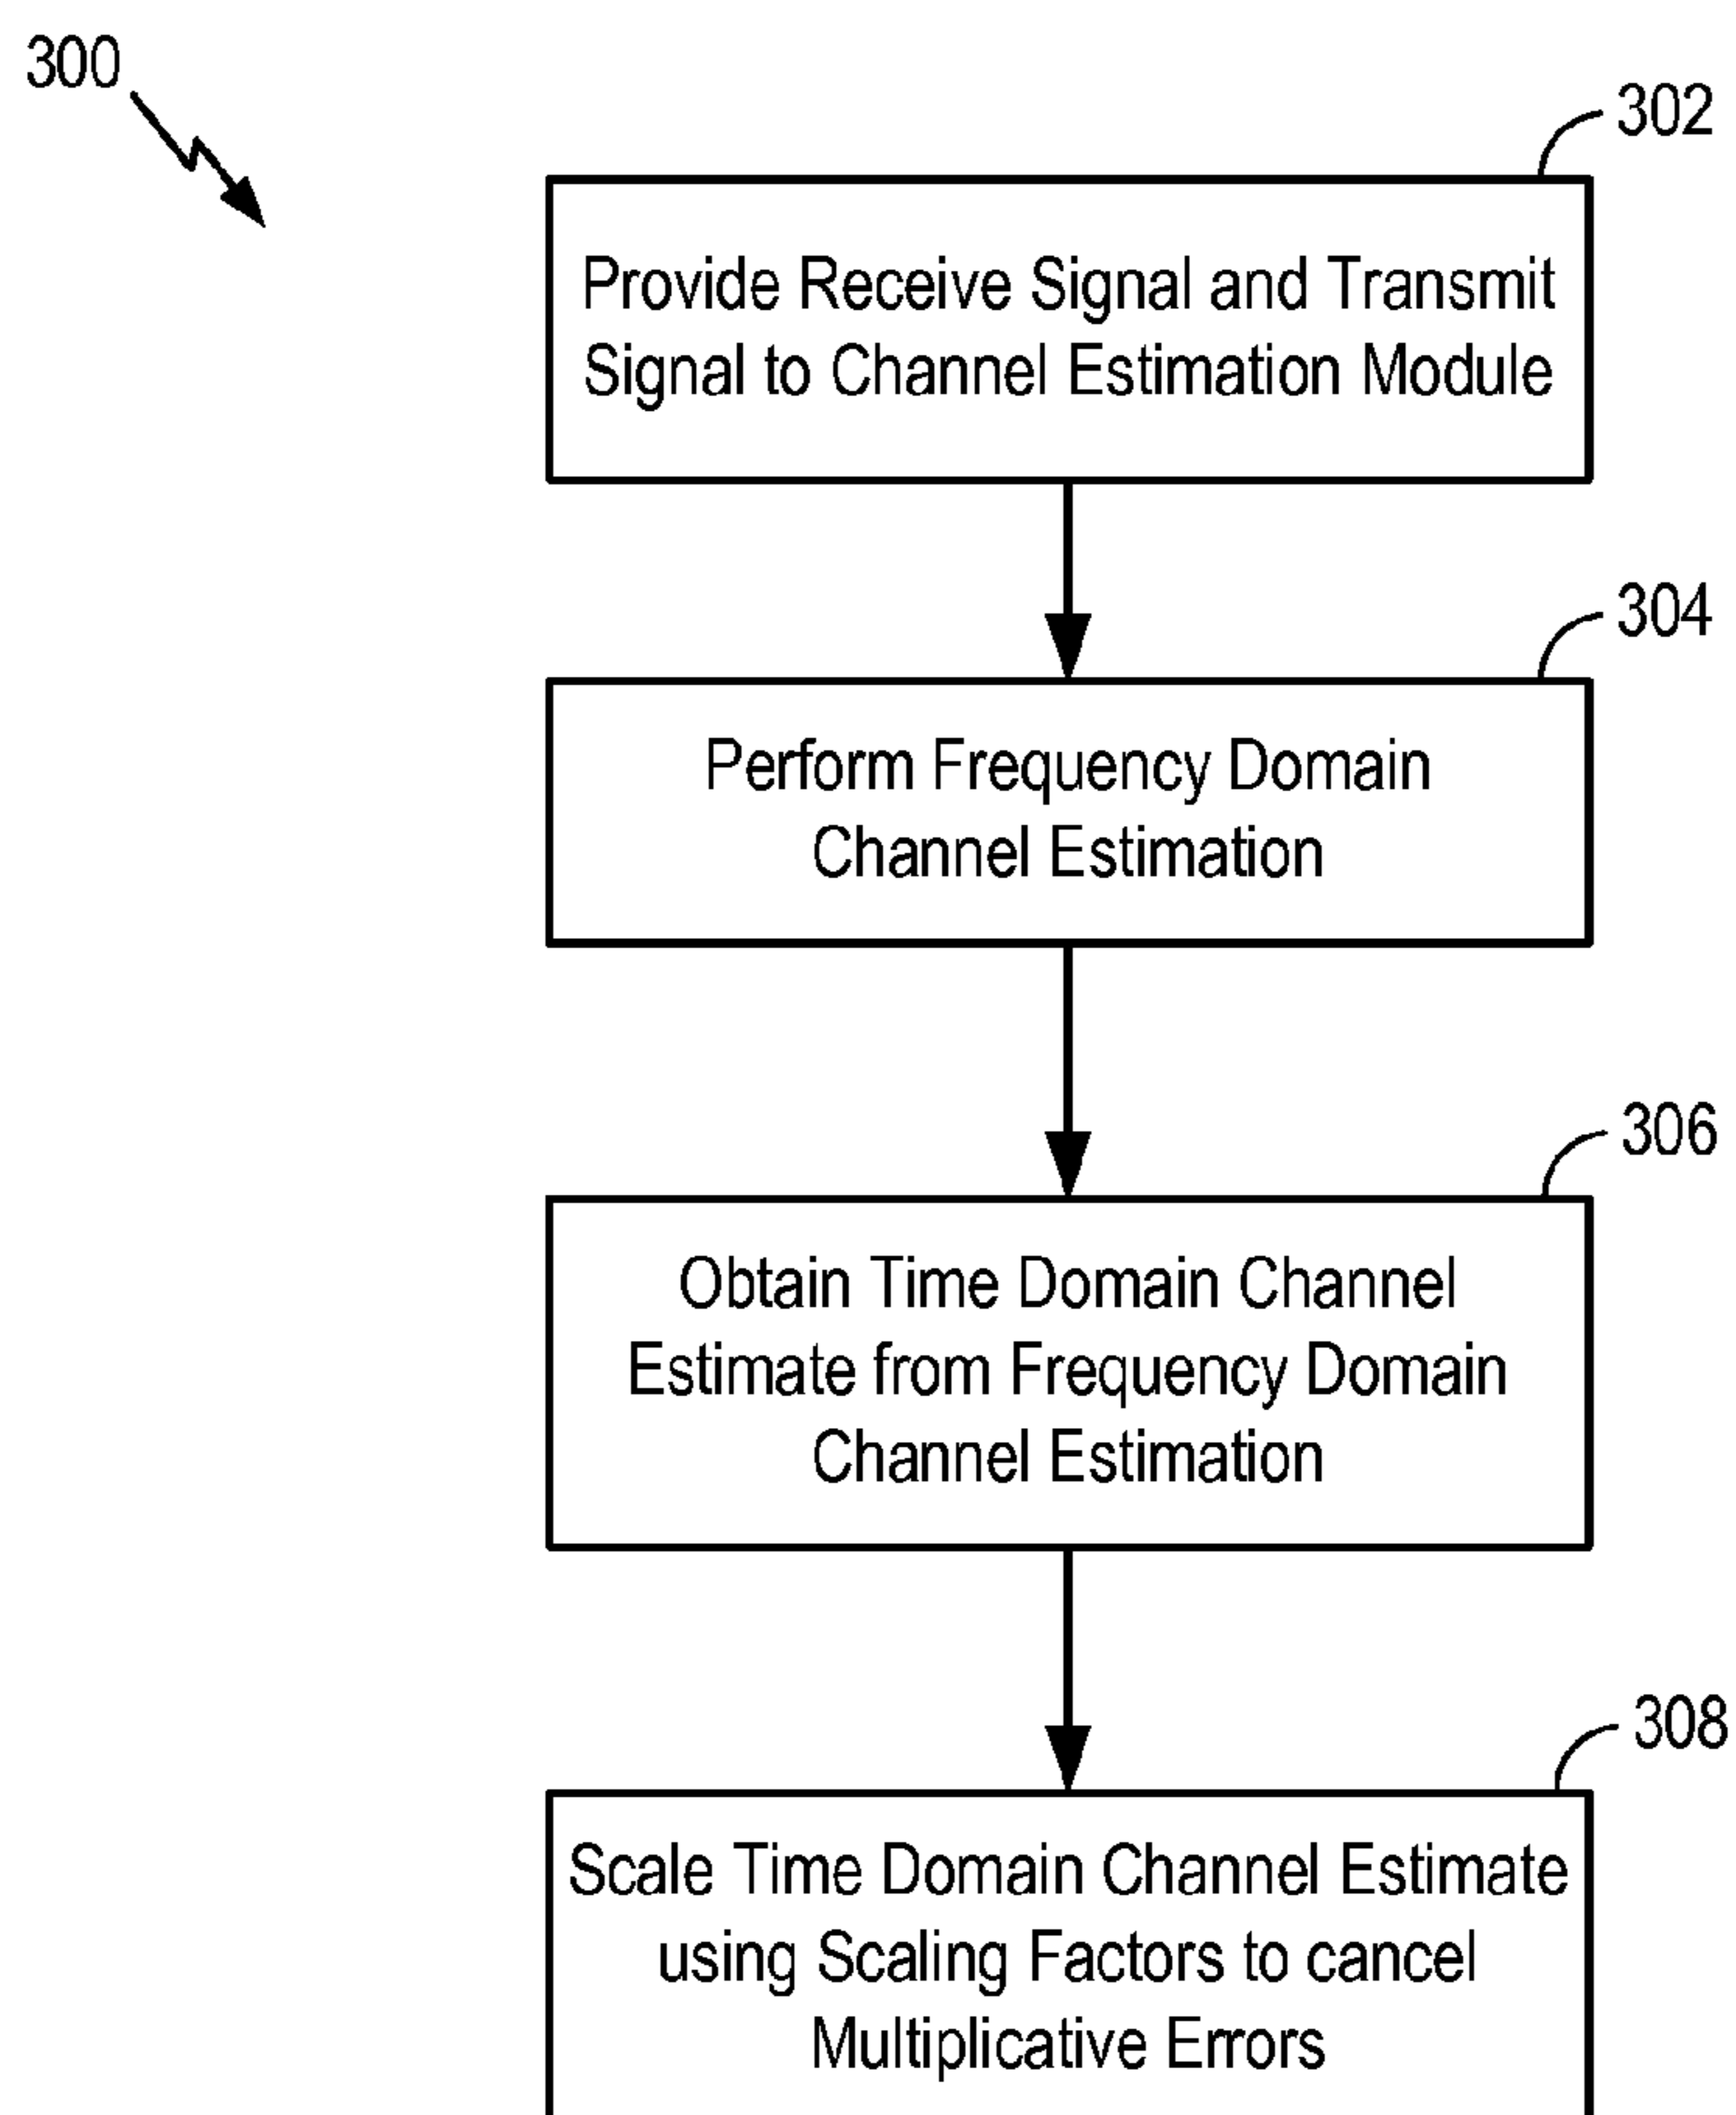 300
302
Provide Receive Signal and Transmit
Signal to Channel Estimation Module
304
Perform Frequency Domain
Channel Estimation
306
Obtain Time Domain Channel
Estimate from Frequency Domain
Channel Estimation
308
Scale Time Domain Channel Estimate
using Scaling Factors to cancel
Multiplicative Errors